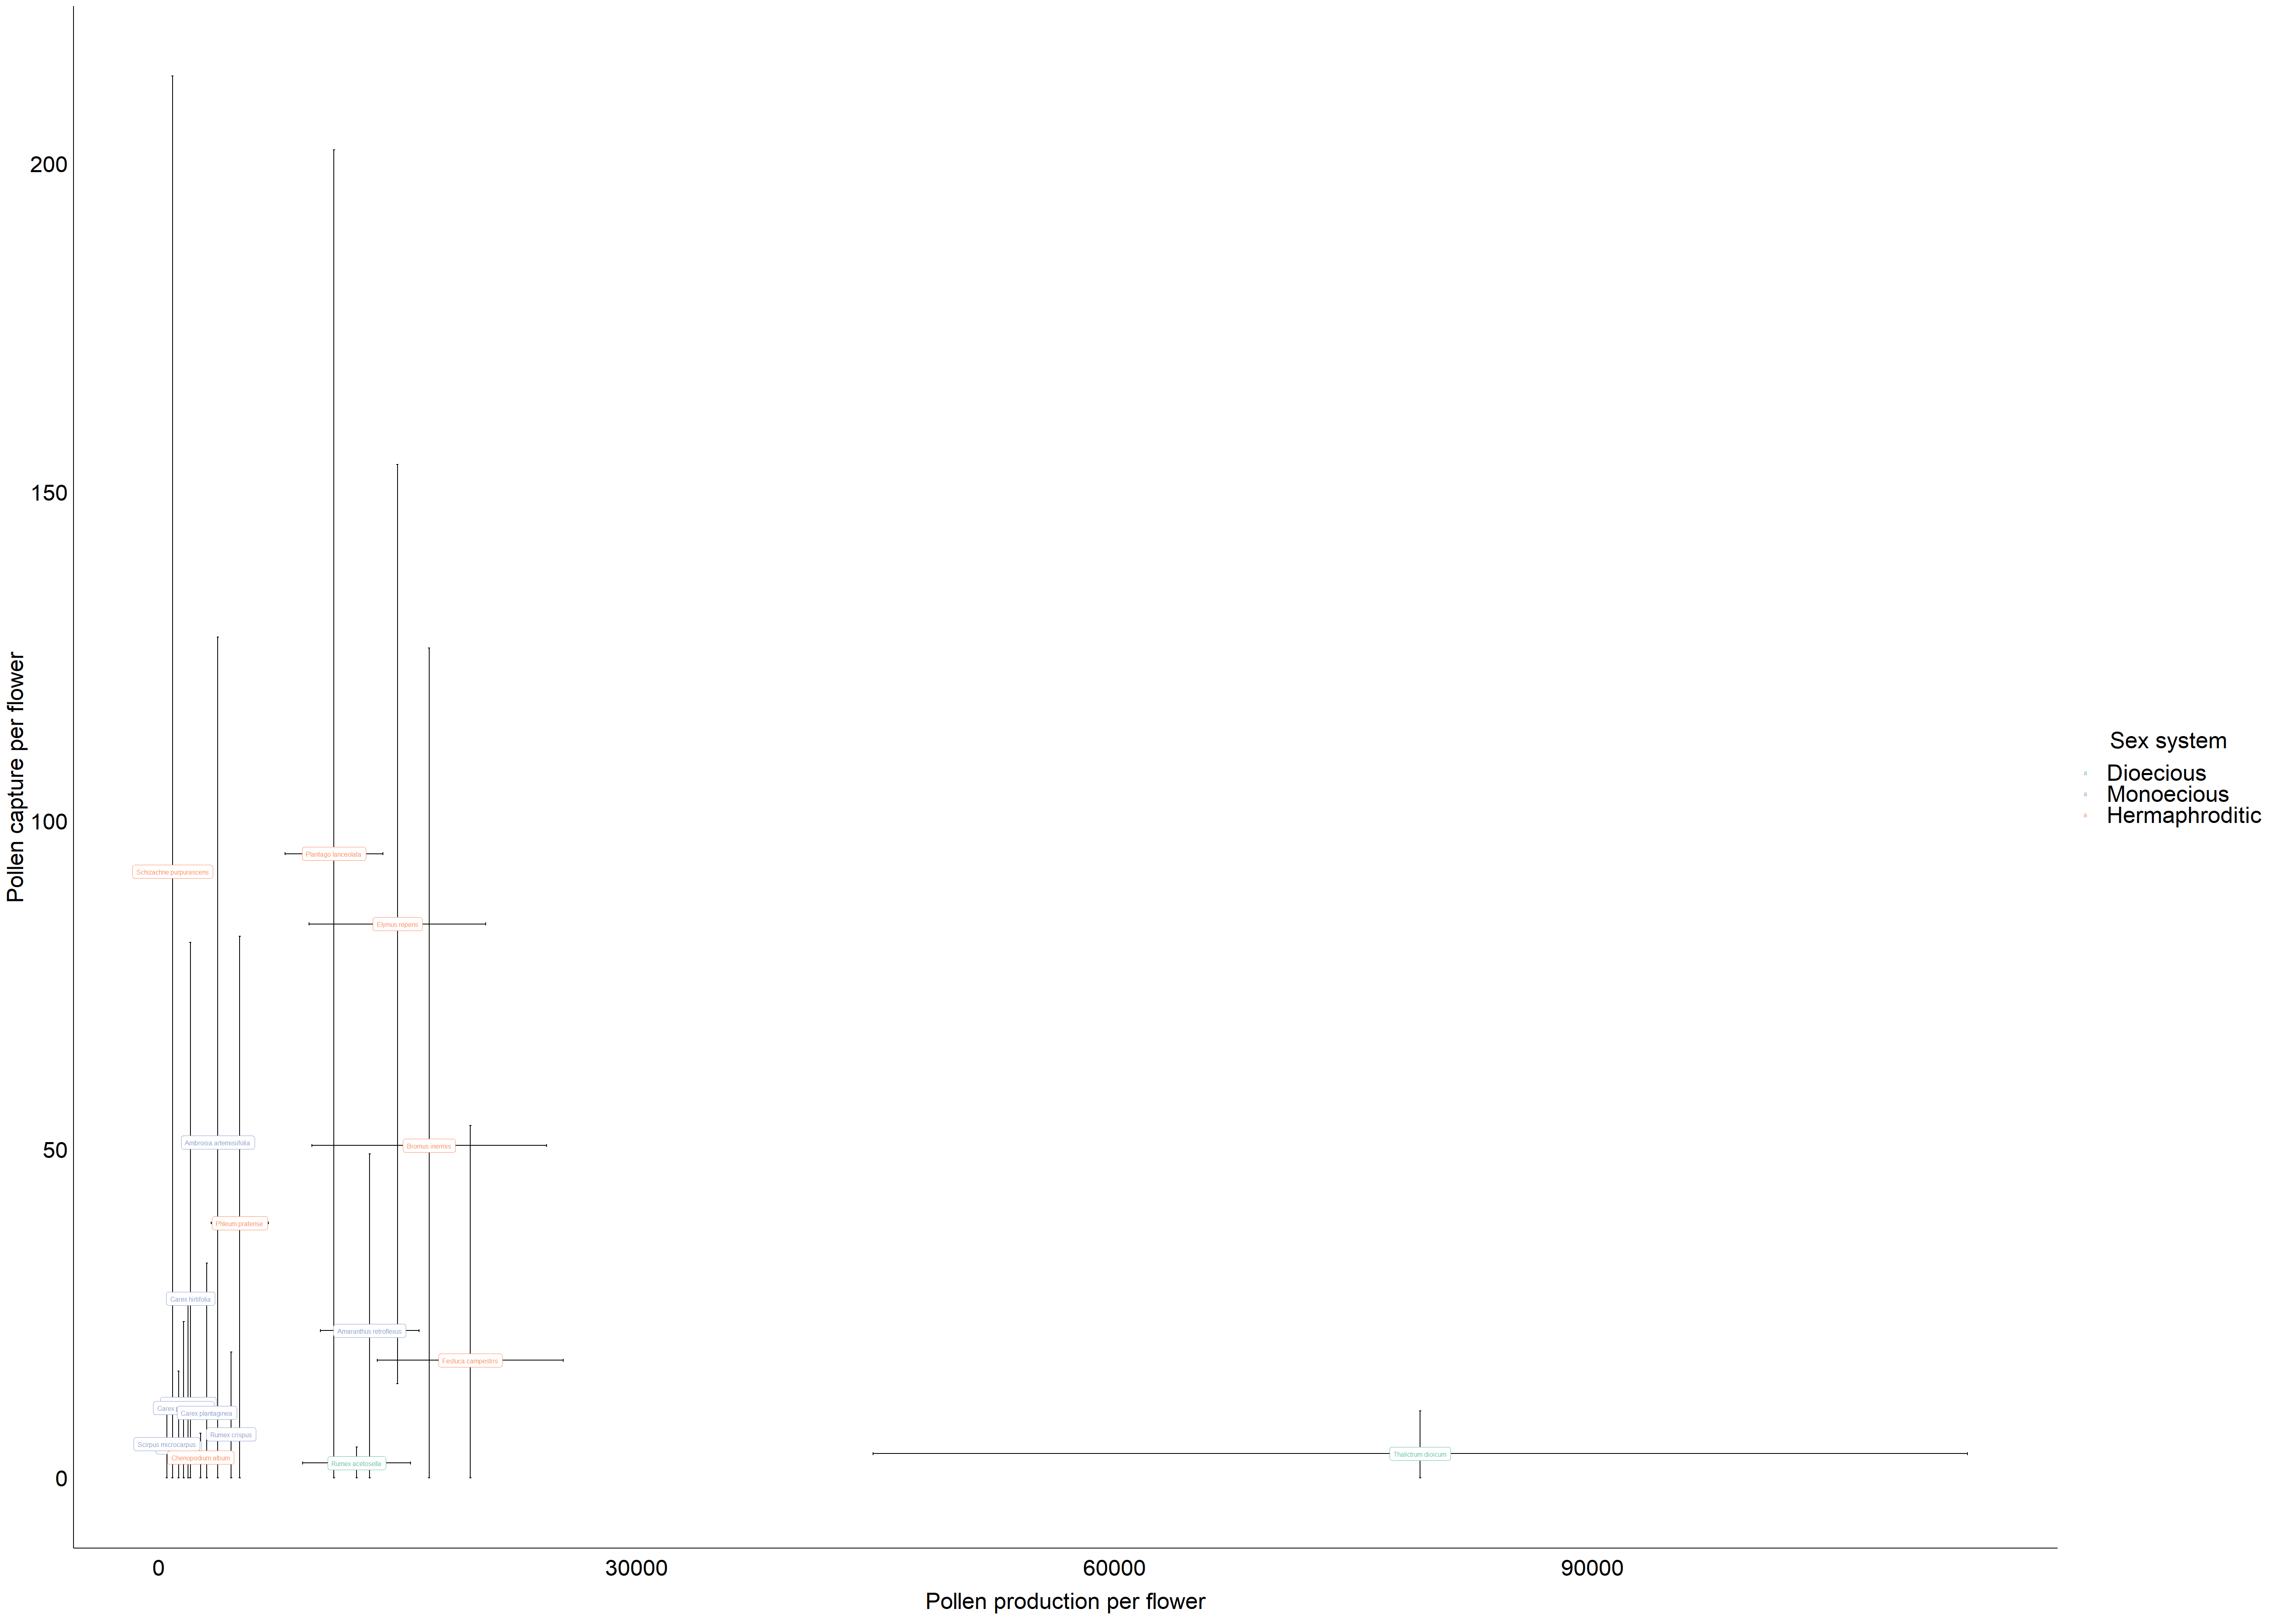 200
150
100
50
0
Pollen capture per flower
Plantago lanceolata
Schizachne purpurascens
Elymus repens
Ambrosia artemisiifolia
Bromus inermis
Phleum pratense
Carex hirtifolia
Amaranthus retroflexus
Festuca campestris
Carex p
Carex plantaginea
Rumex crispus
Scirpus microcarpus
Chenopodium album
Rumex acetosella
Thalictrum dioicum
0
30000
60000
90000
Pollen production per flower
Sex system
Dioecious
Monoecious
Hermaphroditic